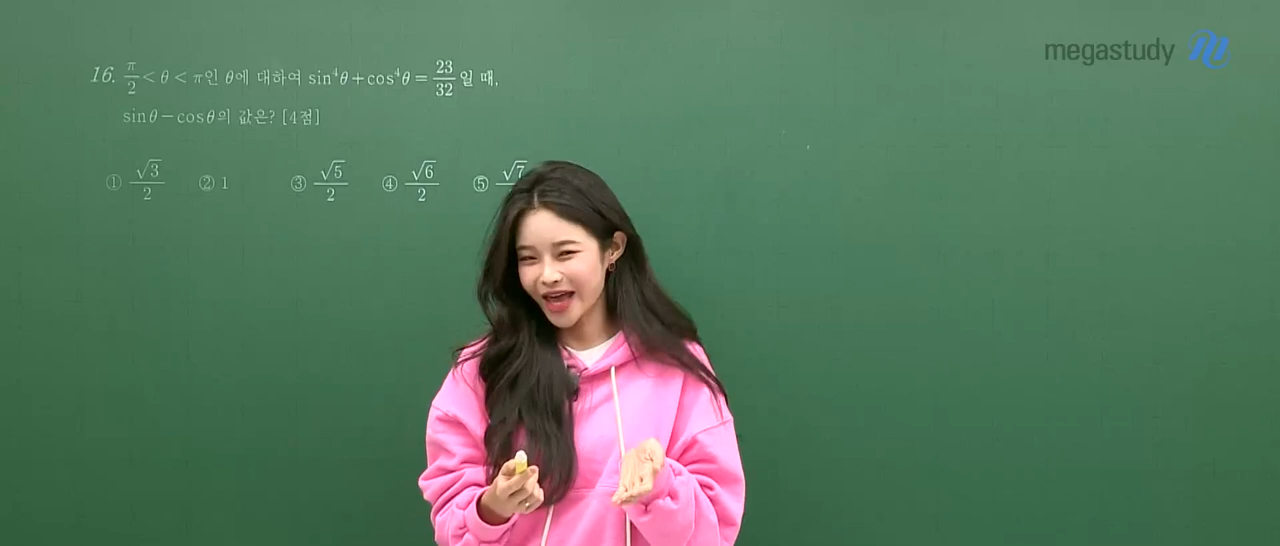 megastudy
16. π/2 < θ < π인 θ에 대하여 sin⁴θ + cos⁴θ = 23/32 일 때,
sinθ − cosθ의 값은? [4점]
① √3/2 ② 1 ③ √5/2 ④ √6/2 ⑤ √7